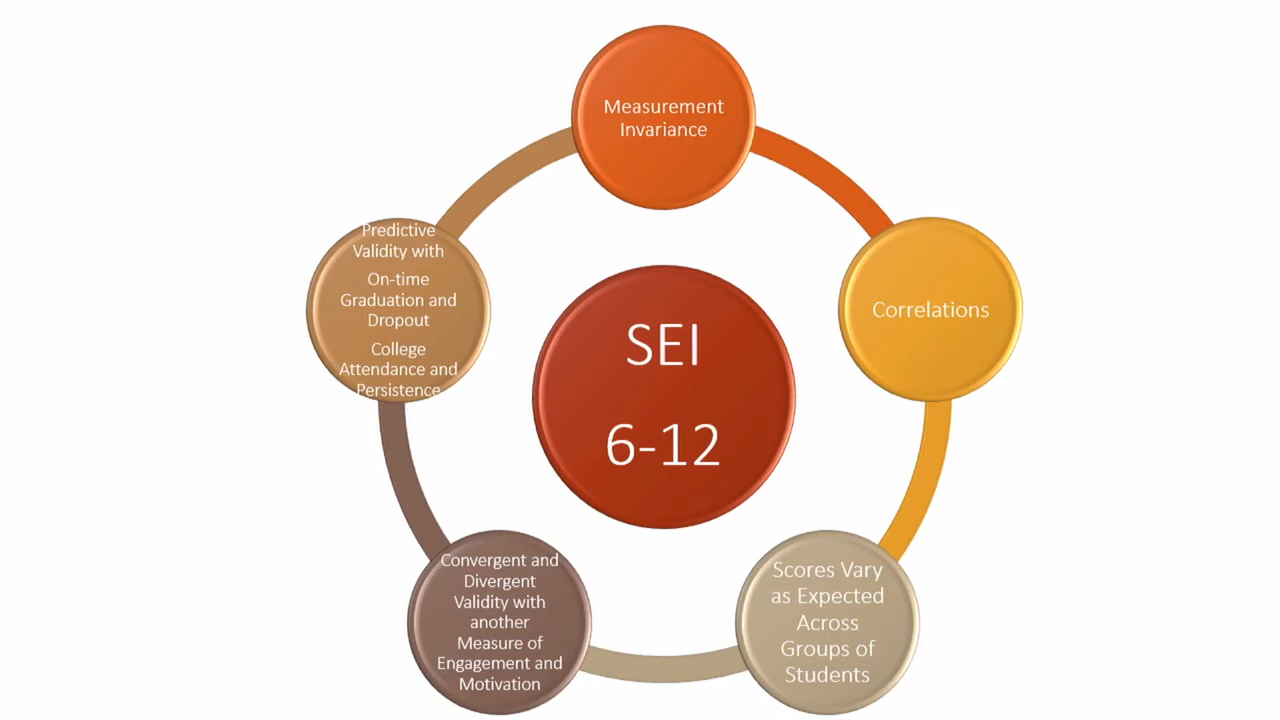 Measurement
Invariance
Correlations
Scores Vary
as Expected
Across
Groups of
Students
Convergent and
Divergent
Validity with
another
Measure of
Engagement and
Motivation
Predictive
Validity with
On-time
Graduation and
Dropout
College
Attendance and
Persistence
SEI
6-12